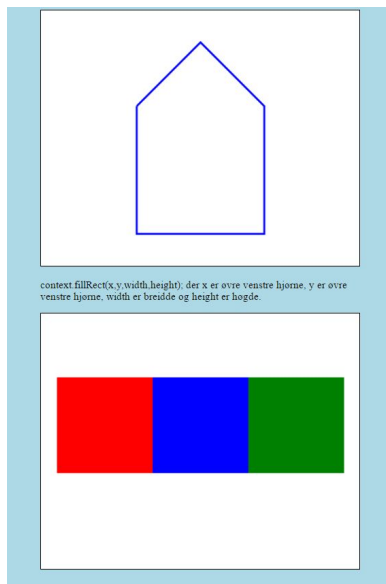 context.fillRect(x,y,width,height); der x er øvre venstre hjørne, y er øvre
venstre hjørne, width er breidde og height er høgde.